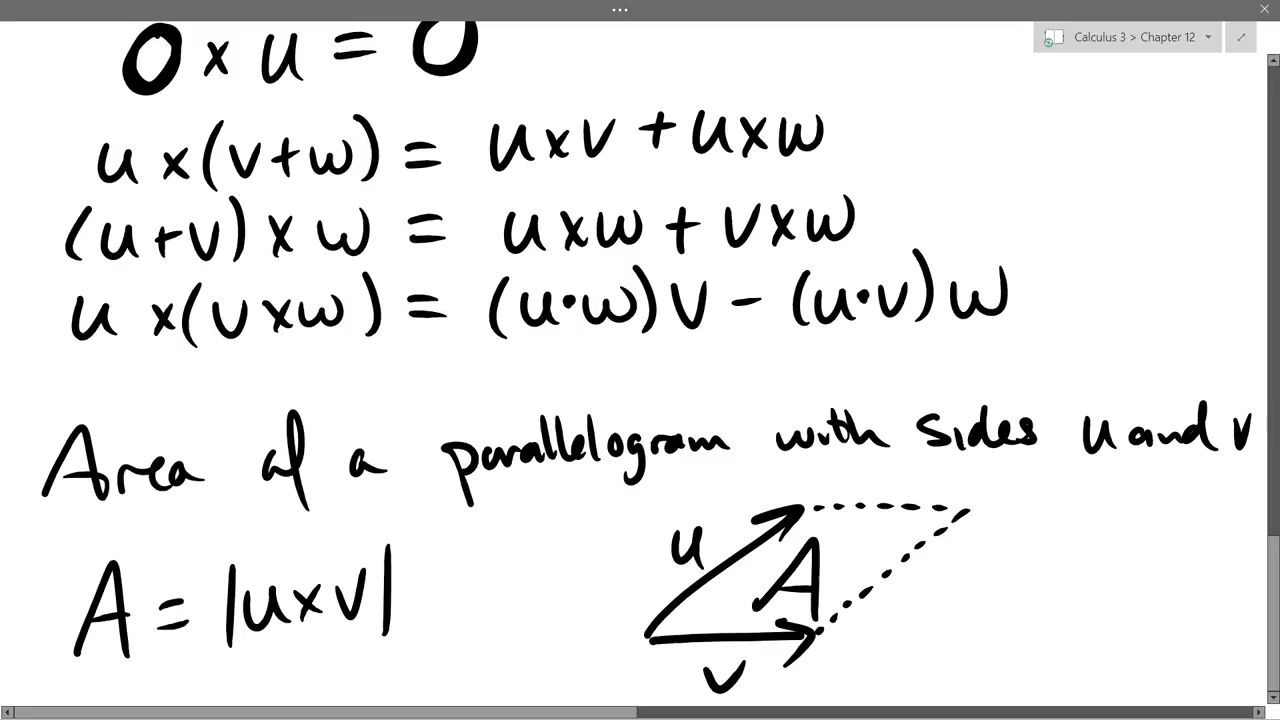 ...
Calculus 3 > Chapter 12
0 × u = 0
u × (v + w) = u × v + u × w
(u + v) × w = u × w + v × w
u × (v × w) = (u • w) v - (u • v) w
Area of a parallelogram with sides u and v
u
A
A = |u × v|
v